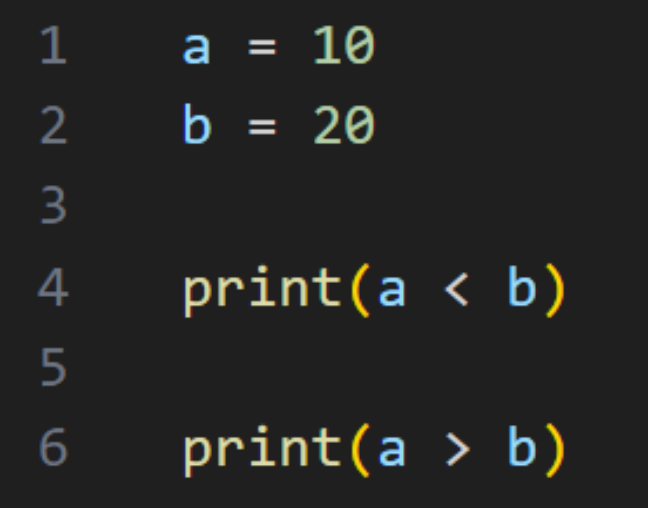 1 a = 10
2 b = 20
3
4 print(a < b)
5
6 print(a > b)